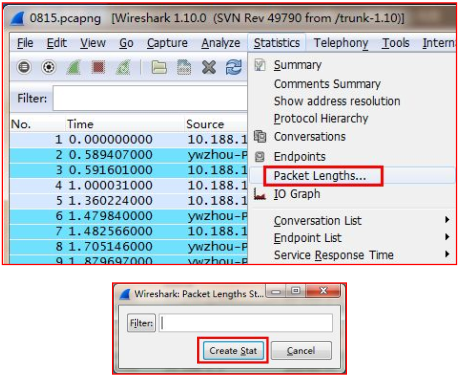 0815.pcapng [Wireshark 1.10.0 (SVN Rev 49790 from /trunk-1.10)]
File Edit View Go Capture Analyze Statistics Telephony Tools Intern
Filter:
Summary
Comments Summary
Show address resolution
Protocol Hierarchy
Conversations
Endpoints
Packet Lengths...
IO Graph
Conversation List
Endpoint List
Service Response Time
No. Time Source
1 0.000000000 10.188.1
2 0.589407000 ywzhou-P
3 0.591601000 ywzhou-P
4 1.000031000 10.188.1
5 1.360224000 10.188.1
6 1.479840000 ywzhou-P
7 1.482566000 10.188.1
8 1.705146000 ywzhou-P
9 1.879697000 ywzhou-P
Wireshark: Packet Lengths St...
Filter:
Create Stat Cancel